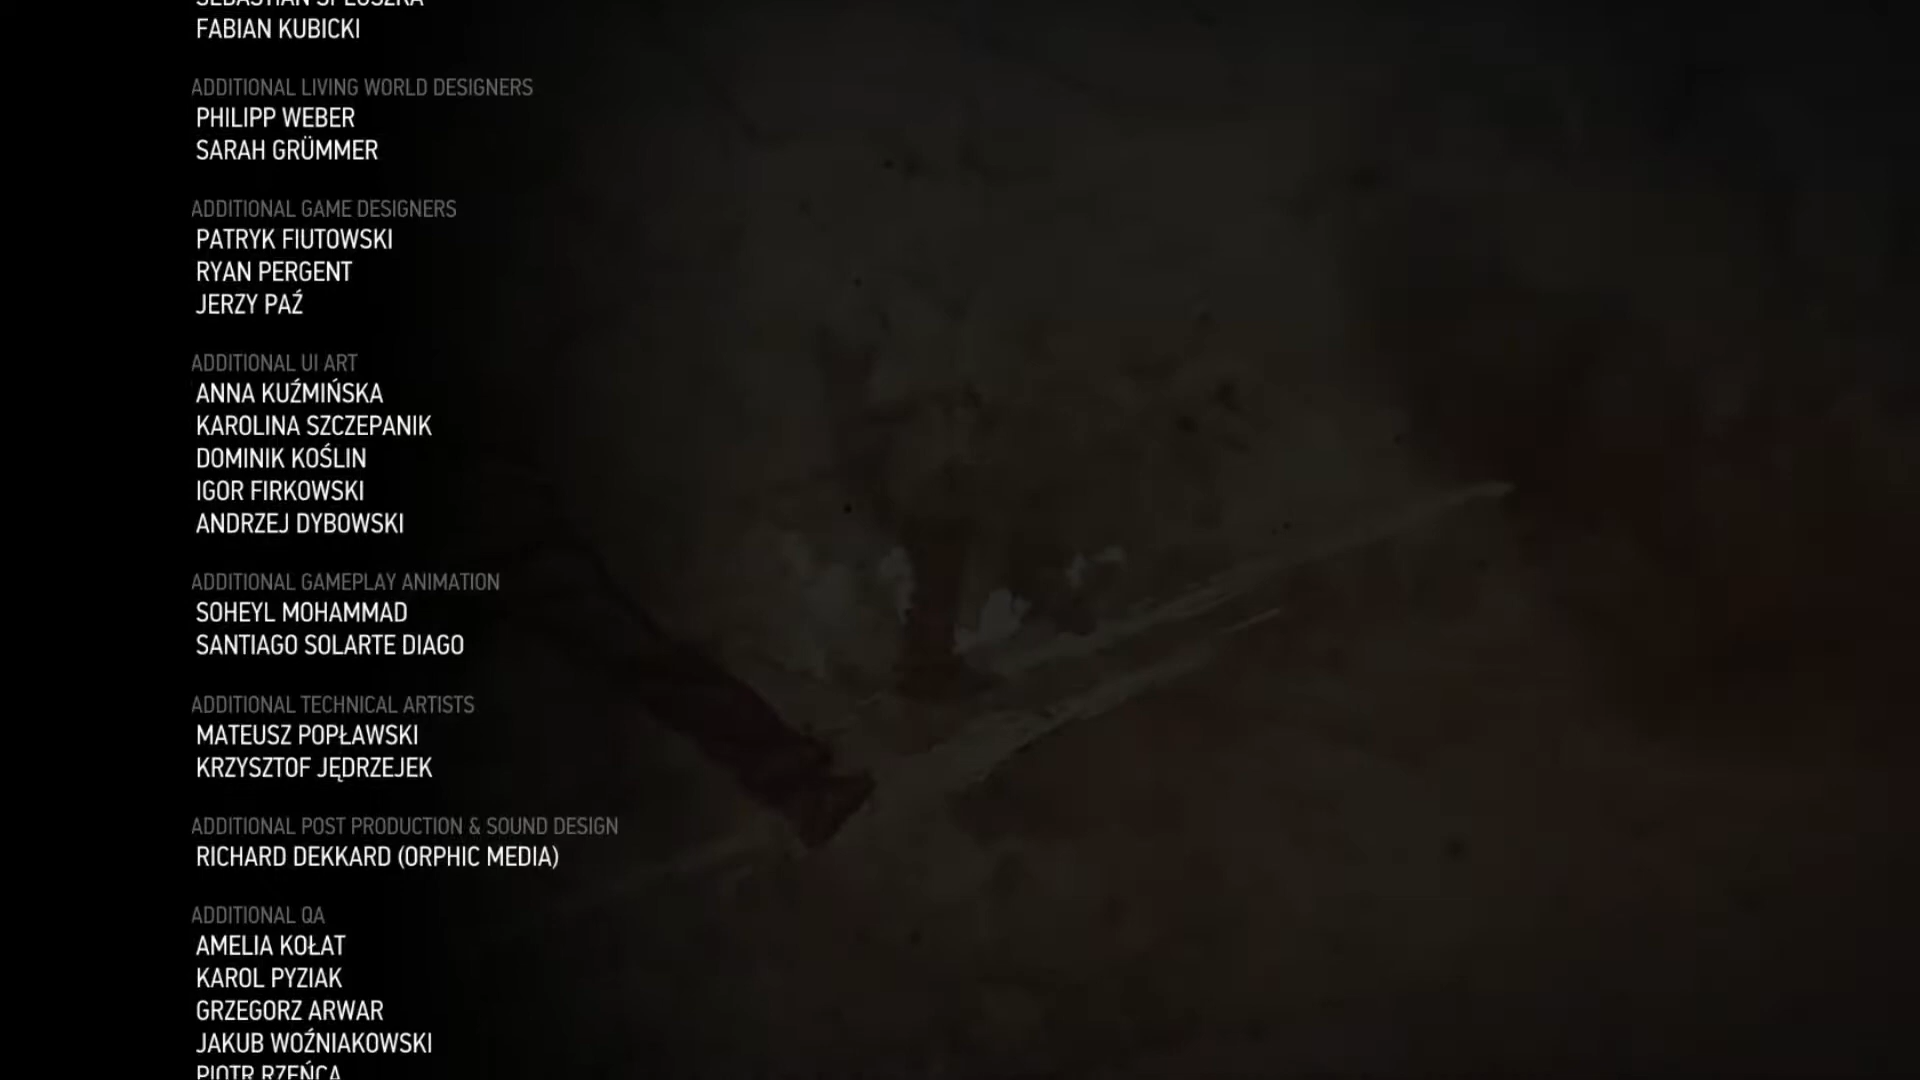 FABIAN KUBICKI
ADDITIONAL LIVING WORLD DESIGNERS
PHILIPP WEBER
SARAH GRÜMMER
ADDITIONAL GAME DESIGNERS
PATRYK FIUTOWSKI
RYAN PERGENT
JERZY PAŹ
ADDITIONAL UI ART
ANNA KUŹMIŃSKA
KAROLINA SZCZEPANIK
DOMINIK KOŚLIN
IGOR FIRKOWSKI
ANDRZEJ DYBOWSKI
ADDITIONAL GAMEPLAY ANIMATION
SOHEYL MOHAMMAD
SANTIAGO SOLARTE DIAGO
ADDITIONAL TECHNICAL ARTISTS
MATEUSZ POPŁAWSKI
KRZYSZTOF JĘDRZEJEK
ADDITIONAL POST PRODUCTION & SOUND DESIGN
RICHARD DEKKARD (ORPHIC MEDIA)
ADDITIONAL QA
AMELIA KOŁAT
KAROL PYZIAK
GRZEGORZ ARWAR
JAKUB WOŹNIAKOWSKI
PIOTR RZEŃCA